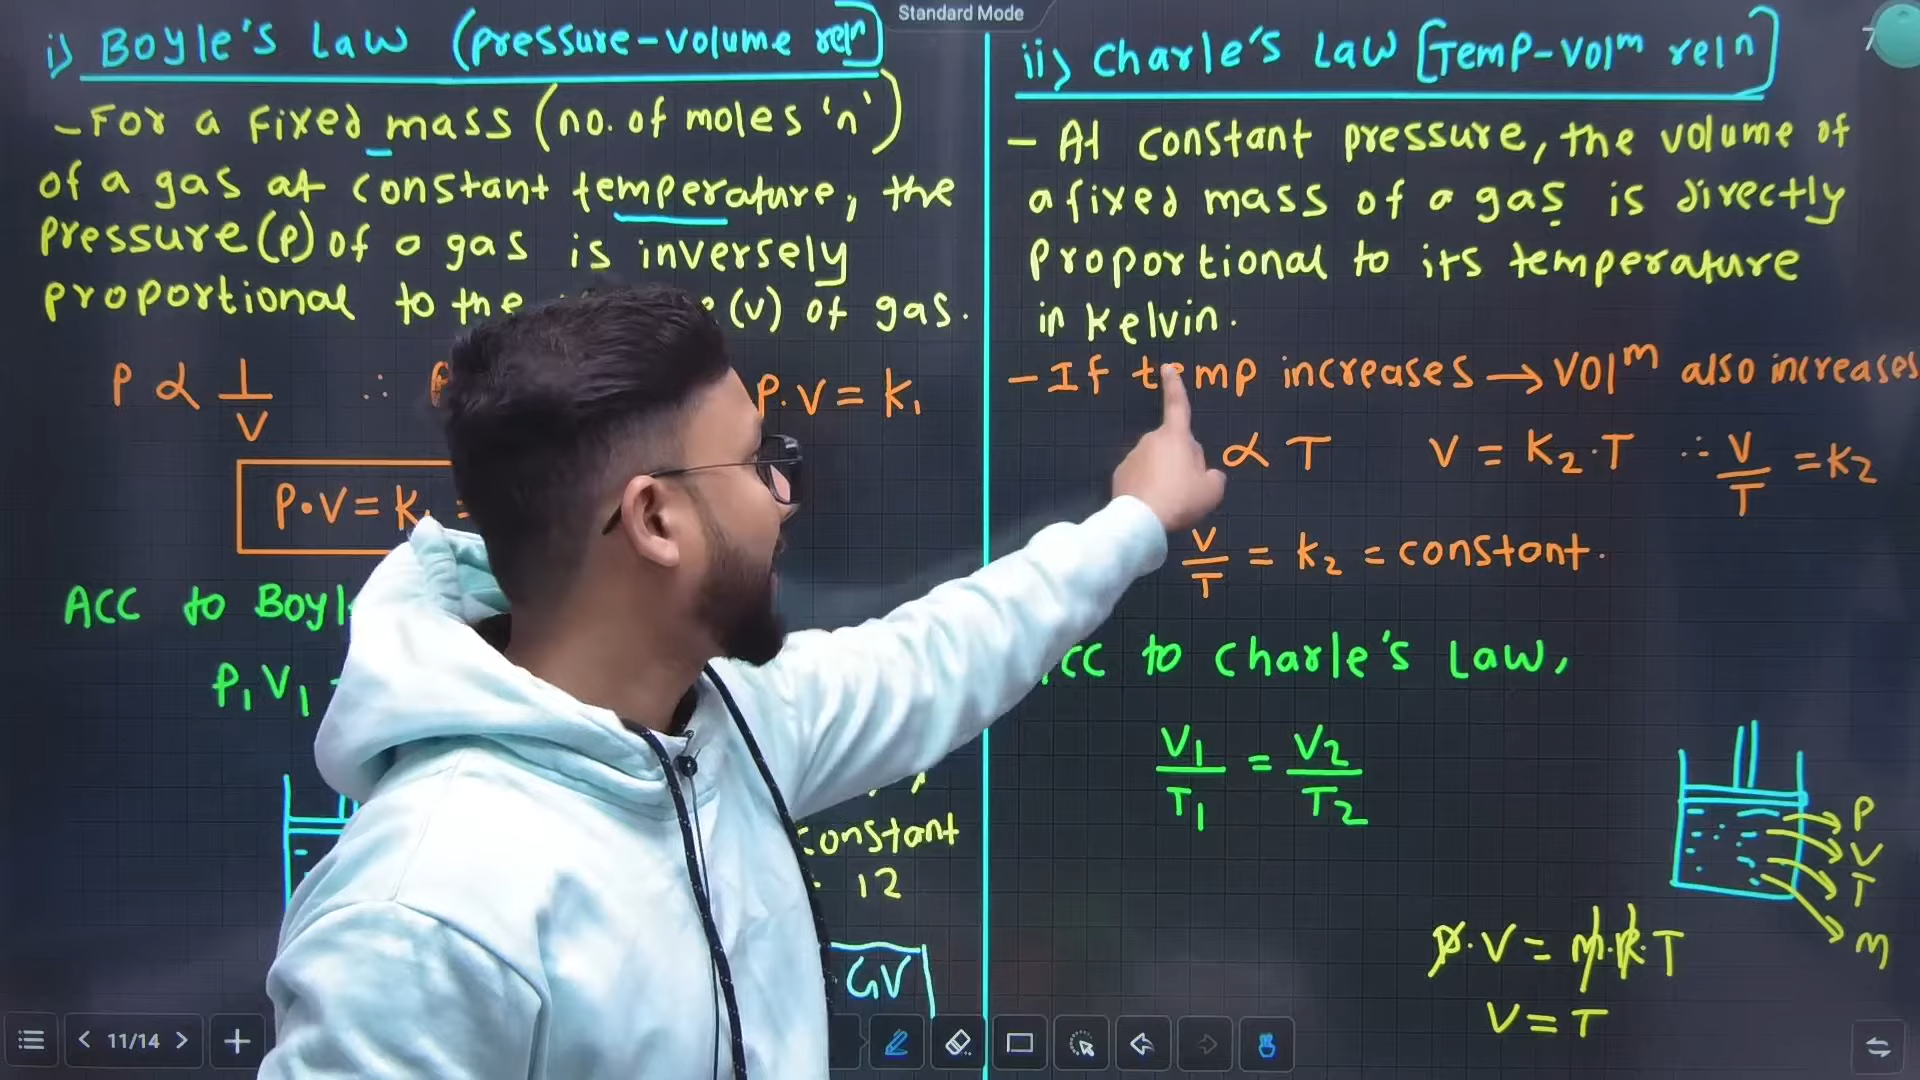 Standard Mode
i) Boyle's Law (pressure-volume reln)
- For a fixed mass (no. of moles 'n')
of a gas at constant temperature, the
pressure (P) of a gas is inversely
proportional to the (v) of gas.
P ∝ 1/V ∴ P.V = K1
P.V = K1 =
ACC to Boyl
P1V1
constant
12
GV
ii) Charle's Law [Temp-Volm reln]
- At constant pressure, the volume of
a fixed mass of a gas is directly
proportional to its temperature
in Kelvin.
- If temp increases → Volm also increases
∝ T V = K2.T ∴ V/T = K2
V/T = K2 = constant.
ACC to Charle's Law,
V1/T1 = V2/T2
P
V
T
m
P.V = n.R.T
V = T
11/14